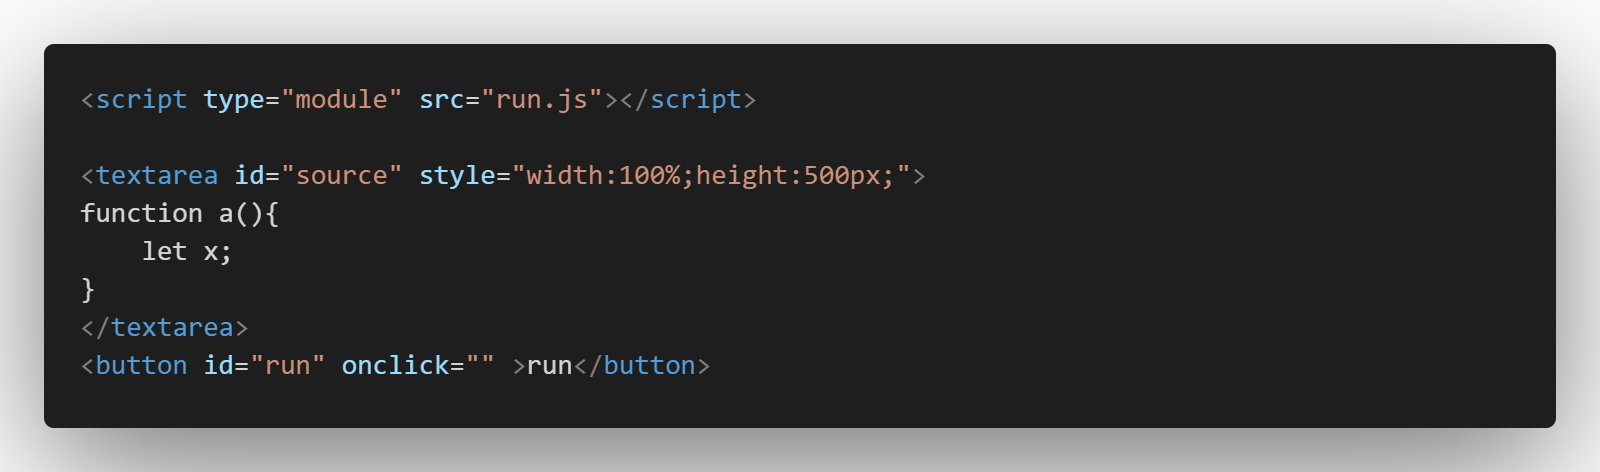 <script type="module" src="run.js"></script>

<textarea id="source" style="width:100%;height:500px;">
function a(){
    let x;
}
</textarea>
<button id="run" onclick="" >run</button>